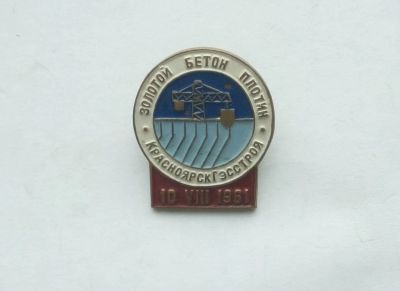 ЗОЛОТОЙ БЕТОН ПЛОТИН
• КРАСНОЯРСКГЭССТРОЯ •
10 VIII 1961